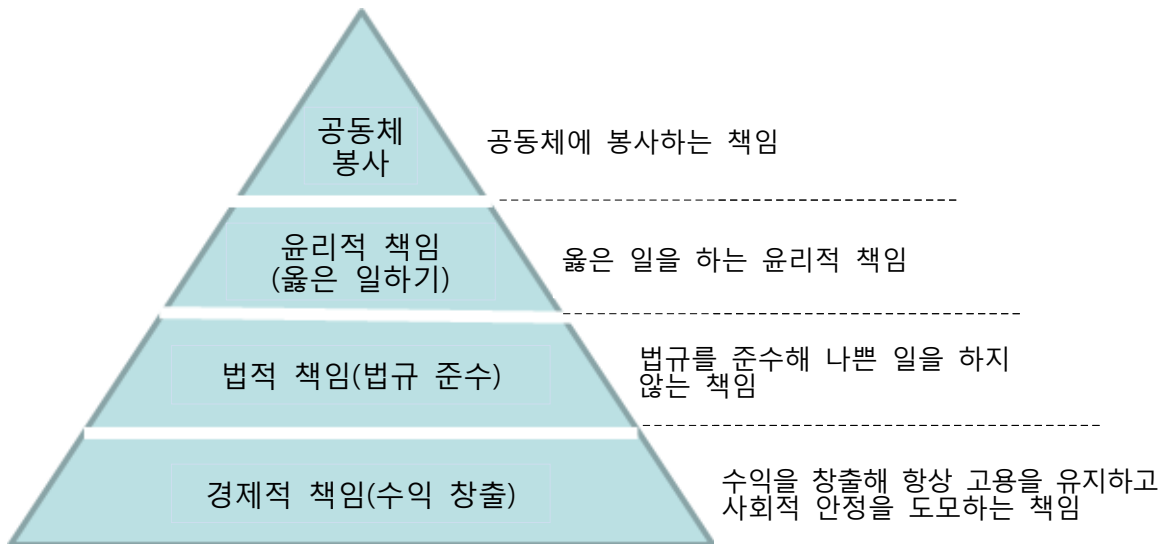 공동체
봉사
공동체에 봉사하는 책임
윤리적 책임
(옳은 일하기)
옳은 일을 하는 윤리적 책임
법적 책임(법규 준수)
법규를 준수해 나쁜 일을 하지
않는 책임
경제적 책임(수익 창출)
수익을 창출해 항상 고용을 유지하고
사회적 안정을 도모하는 책임